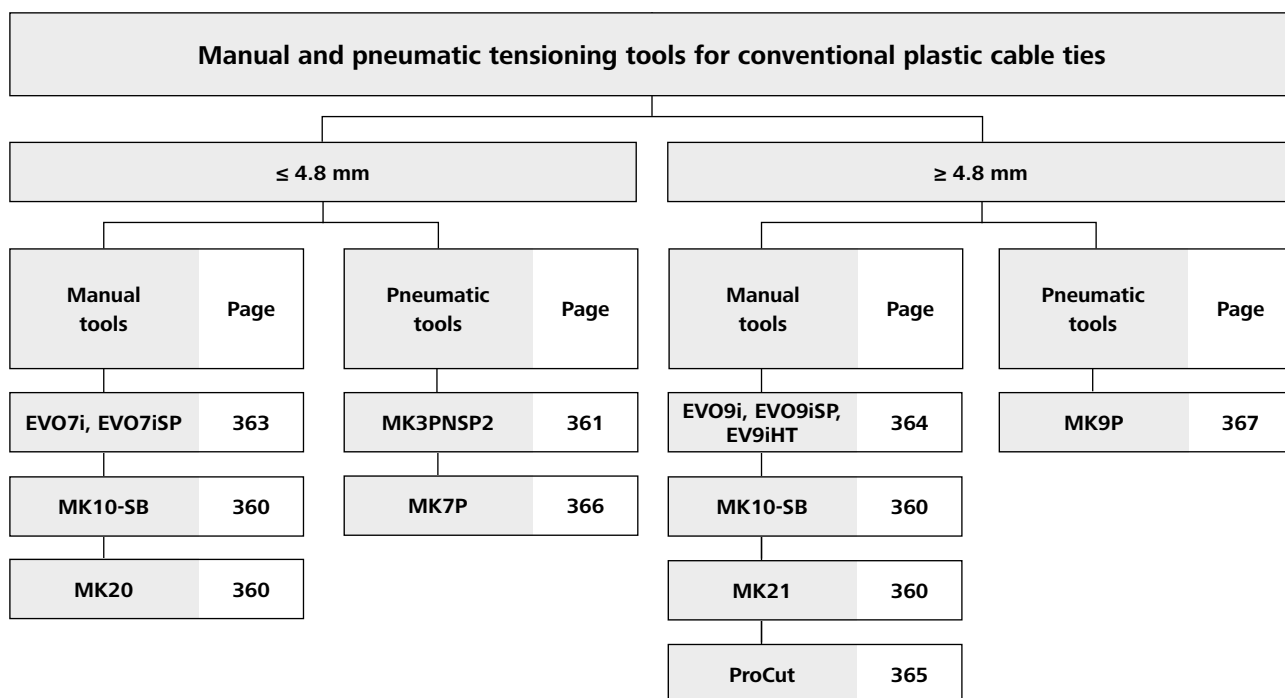 Manual and pneumatic tensioning tools for conventional plastic cable ties
≤ 4.8 mm
≥ 4.8 mm
Manual
tools
Page
Pneumatic
tools
Page
Manual
tools
Page
Pneumatic
tools
Page
EVO7i, EVO7iSP
363
MK3PNSP2
361
EVO9i, EVO9iSP,
EV9iHT
364
MK9P
367
MK10-SB
360
MK7P
366
MK10-SB
360
MK20
360
MK21
360
ProCut
365